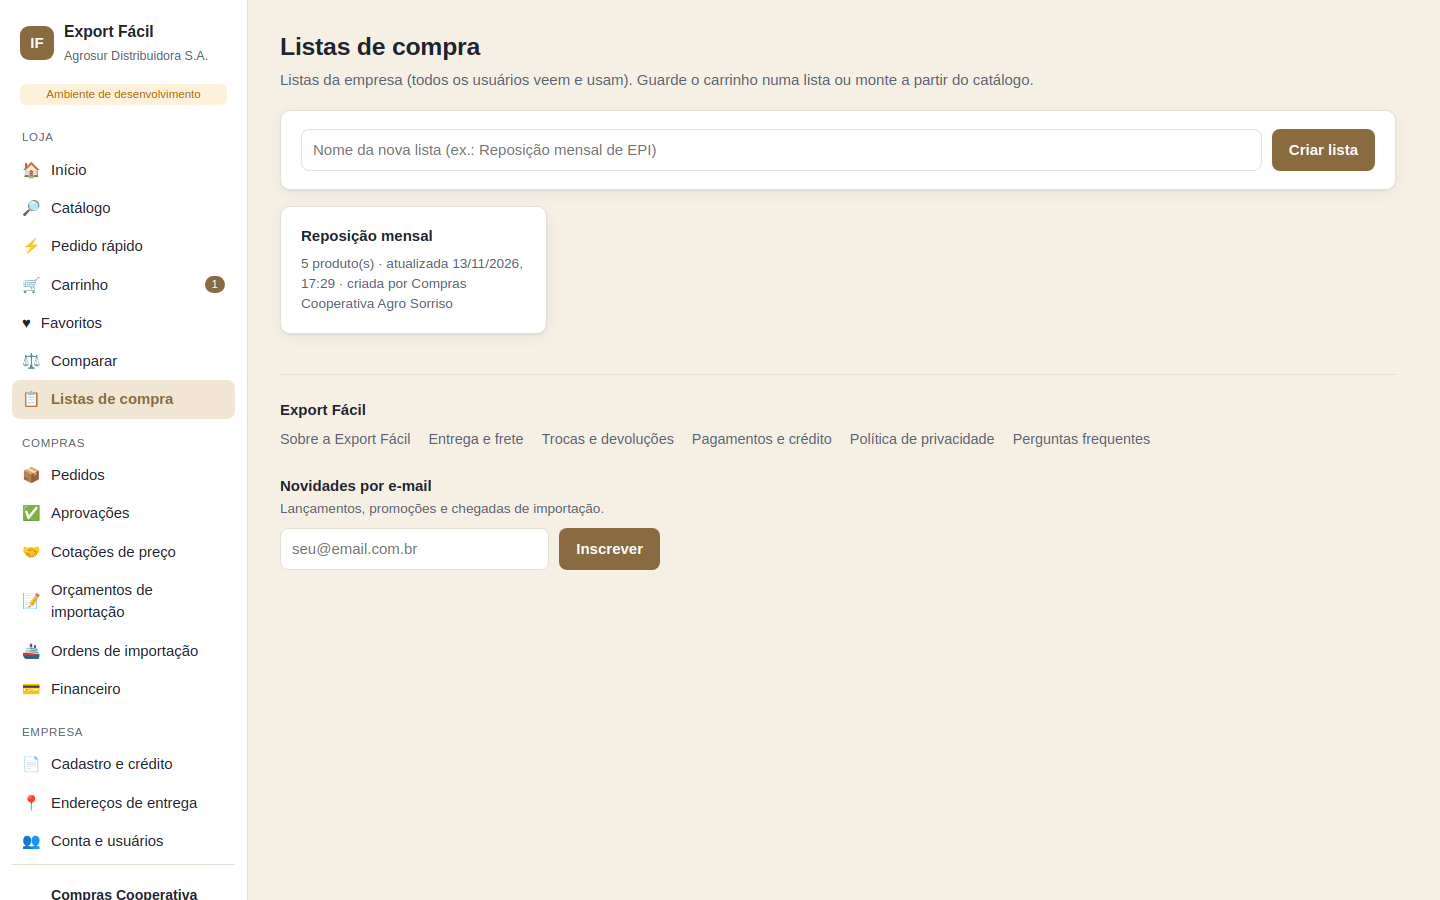 IF
Export Fácil
Agrosur Distribuidora S.A.
Ambiente de desenvolvimento
LOJA
Início
Catálogo
Pedido rápido
Carrinho 1
Favoritos
Comparar
Listas de compra
COMPRAS
Pedidos
Aprovações
Cotações de preço
Orçamentos de
importação
Ordens de importação
Financeiro
EMPRESA
Cadastro e crédito
Endereços de entrega
Conta e usuários
Compras Cooperativa
Listas de compra
Listas da empresa (todos os usuários veem e usam). Guarde o carrinho numa lista ou monte a partir do catálogo.
Nome da nova lista (ex.: Reposição mensal de EPI)
Criar lista
Reposição mensal
5 produto(s) · atualizada 13/11/2026,
17:29 · criada por Compras
Cooperativa Agro Sorriso
Export Fácil
Sobre a Export Fácil Entrega e frete Trocas e devoluções Pagamentos e crédito Política de privacidade Perguntas frequentes
Novidades por e-mail
Lançamentos, promoções e chegadas de importação.
seu@email.com.br
Inscrever